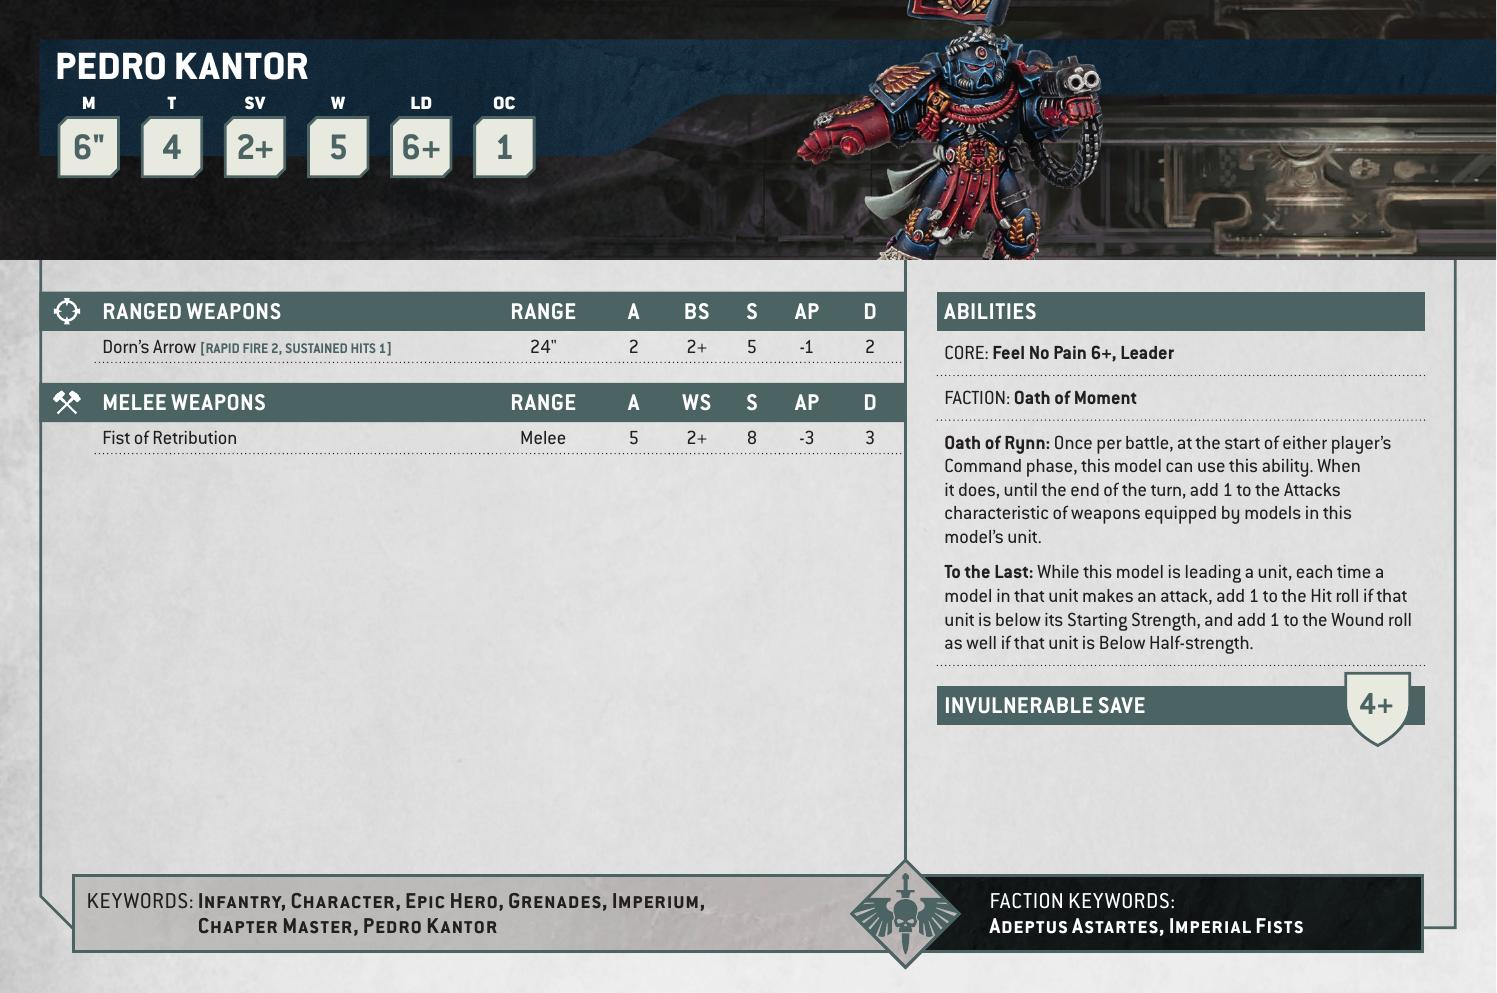 PEDRO KANTOR
M T SV W LD OC
6" 4 2+ 5 6+ 1
RANGED WEAPONS RANGE A BS S AP D
Dorn’s Arrow [RAPID FIRE 2, SUSTAINED HITS 1] 24" 2 2+ 5 -1 2
MELEE WEAPONS RANGE A WS S AP D
Fist of Retribution Melee 5 2+ 8 -3 3
ABILITIES
CORE: Feel No Pain 6+, Leader
FACTION: Oath of Moment
Oath of Rynn: Once per battle, at the start of either player’s
Command phase, this model can use this ability. When
it does, until the end of the turn, add 1 to the Attacks
characteristic of weapons equipped by models in this
model’s unit.
To the Last: While this model is leading a unit, each time a
model in that unit makes an attack, add 1 to the Hit roll if that
unit is below its Starting Strength, and add 1 to the Wound roll
as well if that unit is Below Half-strength.
INVULNERABLE SAVE 4+
KEYWORDS: INFANTRY, CHARACTER, EPIC HERO, GRENADES, IMPERIUM,
CHAPTER MASTER, PEDRO KANTOR
FACTION KEYWORDS:
ADEPTUS ASTARTES, IMPERIAL FISTS